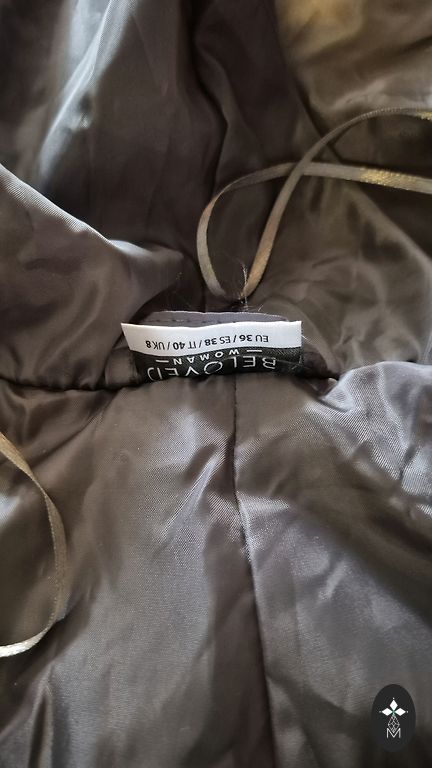 BELOVED
— WOMAN —
EU 36 / ES 38 / IT 40 / UK 8
M